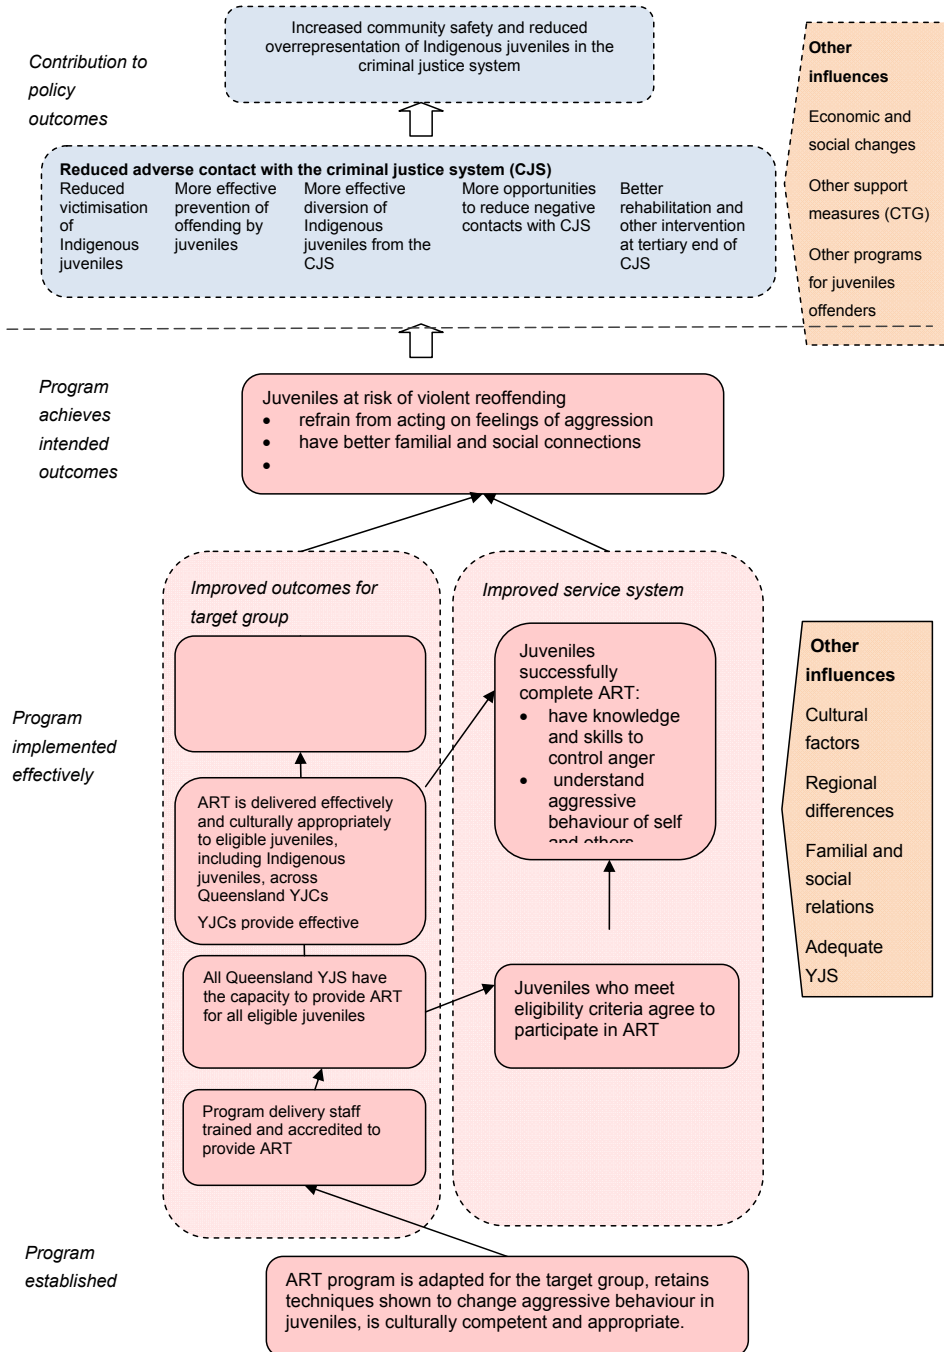 Increased community safety and reduced
overrepresentation of Indigenous juveniles in the
criminal justice system
Contribution to
policy
outcomes
Reduced adverse contact with the criminal justice system (CJS)
Reduced
victimisation
of
Indigenous
juveniles
More effective
prevention of
offending by
juveniles
More effective
diversion of
Indigenous
juveniles from the
CJS
More opportunities
to reduce negative
contacts with CJS
Better
rehabilitation and
other intervention
at tertiary end of
CJS
Other
influences
Economic and
social changes
Other support
measures (CTG)
Other programs
for juveniles
offenders
Program
achieves
intended
outcomes
Juveniles at risk of violent reoffending
• refrain from acting on feelings of aggression
• have better familial and social connections
•
Improved outcomes for
target group
Improved service system
Program
implemented
effectively
Juveniles
successfully
complete ART:
• have knowledge
and skills to
control anger
• understand
aggressive
behaviour of self
and others
ART is delivered effectively
and culturally appropriately
to eligible juveniles,
including Indigenous
juveniles, across
Queensland YJCs
YJCs provide effective
All Queensland YJS have
the capacity to provide ART
for all eligible juveniles
Juveniles who meet
eligibility criteria agree to
participate in ART
Program delivery staff
trained and accredited to
provide ART
Other
influences
Cultural
factors
Regional
differences
Familial and
social
relations
Adequate
YJS
Program
established
ART program is adapted for the target group, retains
techniques shown to change aggressive behaviour in
juveniles, is culturally competent and appropriate.